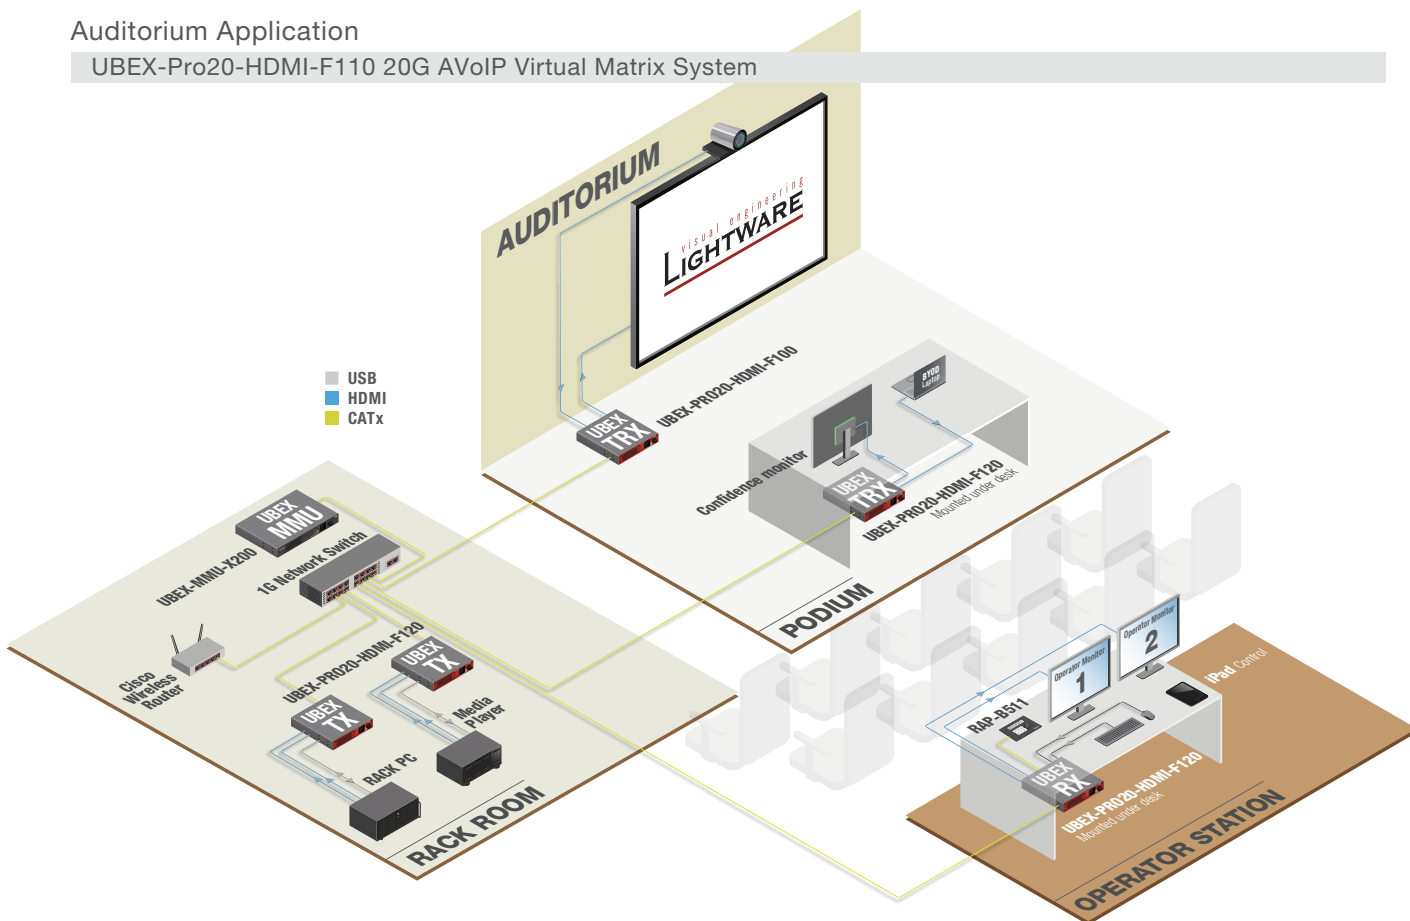 Auditorium Application
UBEX-Pro20-HDMI-F110 20G AVoIP Virtual Matrix System
AUDITORIUM
visual engineering
LIGHTWARE
USB
HDMI
CATx
UBEX
TRX
UBEX-PRO20-HDMI-F100
BYOD
Laptop
Confidence monitor
UBEX
TRX
UBEX-PRO20-HDMI-F120
Mounted under desk
PODIUM
UBEX
MMU
UBEX-MMU-X200
1G Network Switch
Cisco
Wireless
Router
UBEX-PRO20-HDMI-F120
UBEX
TX
UBEX
TX
Media
Player
RACK PC
RACK ROOM
Operator Monitor
1
Operator Monitor
2
iPad Control
RAP-B511
UBEX
RX
UBEX-PRO20-HDMI-F120
Mounted under desk
OPERATOR STATION